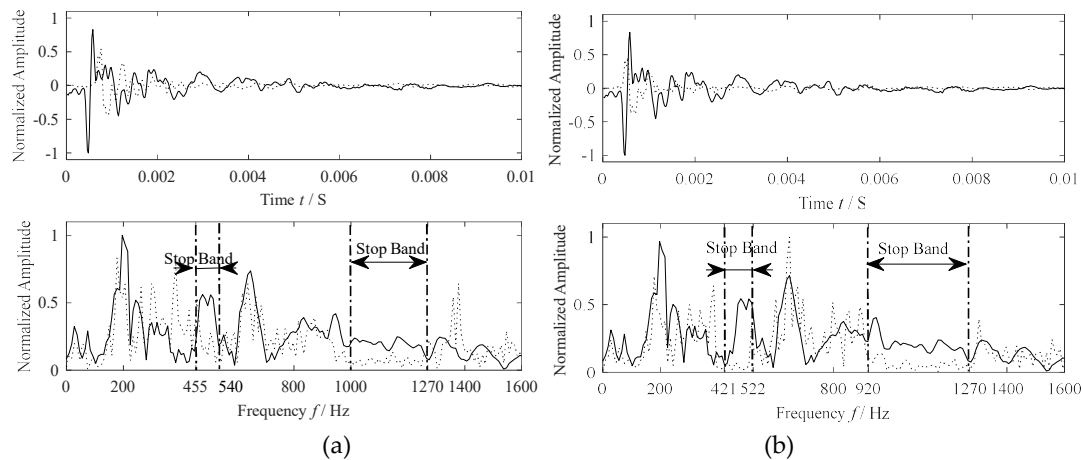 Normalized Amplitude
1
0.5
0
-0.5
-1
0 0.002 0.004 0.006 0.008 0.01
Time t / S
Normalized Amplitude
1
0.5
0
Stop Band
Stop Band
200 455 540 800 1000 1270 1400 1600
Frequency f / Hz
(a)
Normalized Amplitude
1
0.5
0
-0.5
-1
0 0.002 0.004 0.006 0.008 0.01
Time t / S
Normalized Amplitude
1
0.5
0
Stop Band
Stop Band
0 200 421 522 800 920 1270 1400 1600
Frequency f / Hz
(b)